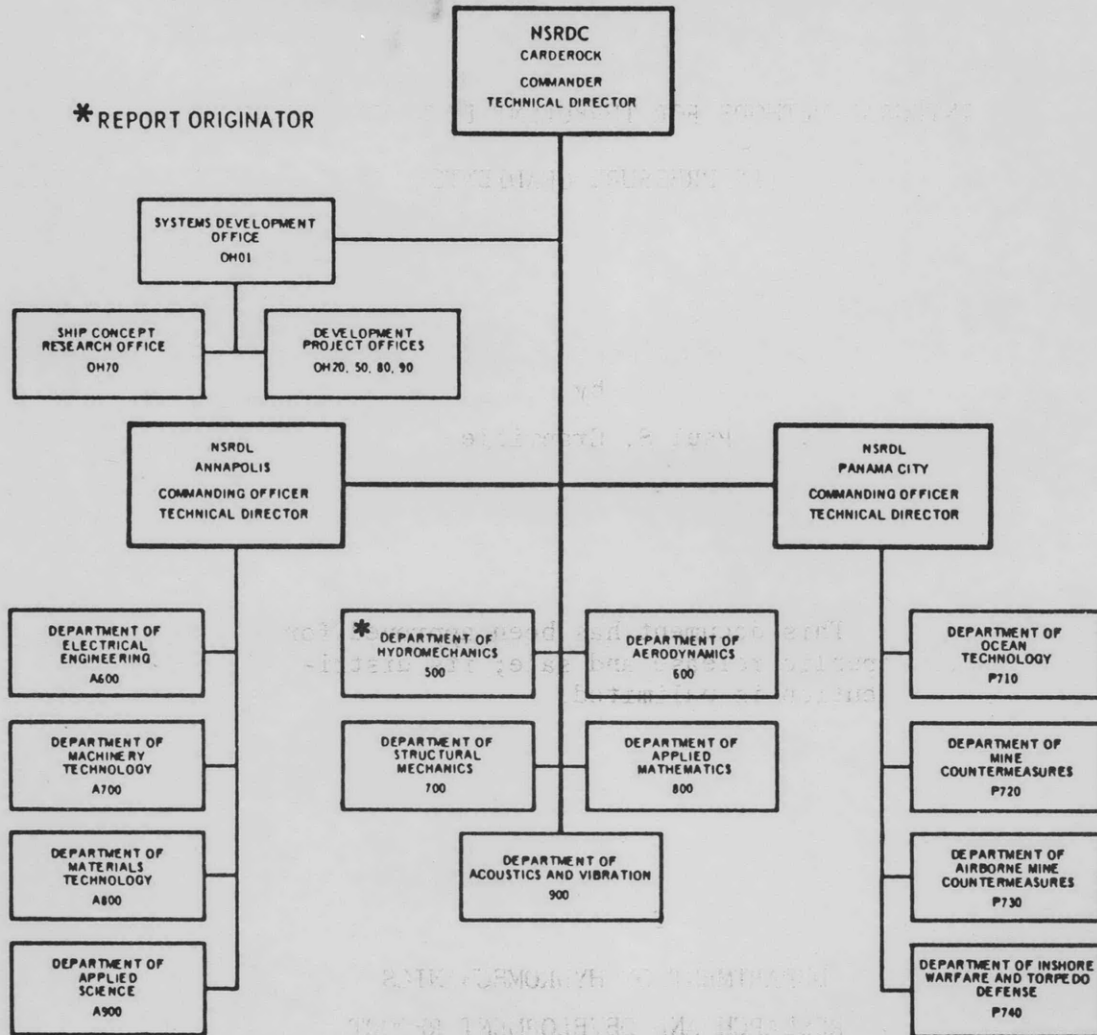 NSRDC
CARDEROCK
COMMANDER
TECHNICAL DIRECTOR
*REPORT ORIGINATOR
SYSTEMS DEVELOPMENT
OFFICE
OH01
SHIP CONCEPT
RESEARCH OFFICE
OH70
DEVELOPMENT
PROJECT OFFICES
OH20, 50, 80, 90
by
Paul S.
NSRDL
ANNAPOLIS
COMMANDING OFFICER
TECHNICAL DIRECTOR
NSRDL
PANAMA CITY
COMMANDING OFFICER
TECHNICAL DIRECTOR
DEPARTMENT OF
ELECTRICAL
ENGINEERING
A600
* DEPARTMENT OF
HYDROMECHANICS
500
DEPARTMENT OF
AERODYNAMICS
600
DEPARTMENT OF
OCEAN
TECHNOLOGY
P710
This document has been approved for
public release and sale; its distri-
bution is unlimited.
DEPARTMENT OF
MACHINERY
TECHNOLOGY
A700
DEPARTMENT OF
STRUCTURAL
MECHANICS
700
DEPARTMENT OF
APPLIED
MATHEMATICS
800
DEPARTMENT OF
MINE
COUNTERMEASURES
P720
DEPARTMENT OF
MATERIALS
TECHNOLOGY
A800
DEPARTMENT OF
ACOUSTICS AND VIBRATION
900
DEPARTMENT OF
AIRBORNE MINE
COUNTERMEASURES
P730
DEPARTMENT OF
APPLIED
SCIENCE
A900
DEPARTMENT OF INSHORE
WARFARE AND TORPEDO
DEFENSE
P740
DEPARTMENT OF HYDROMECHANICS
RESEARCH AND DEVELOPMENT REPORT